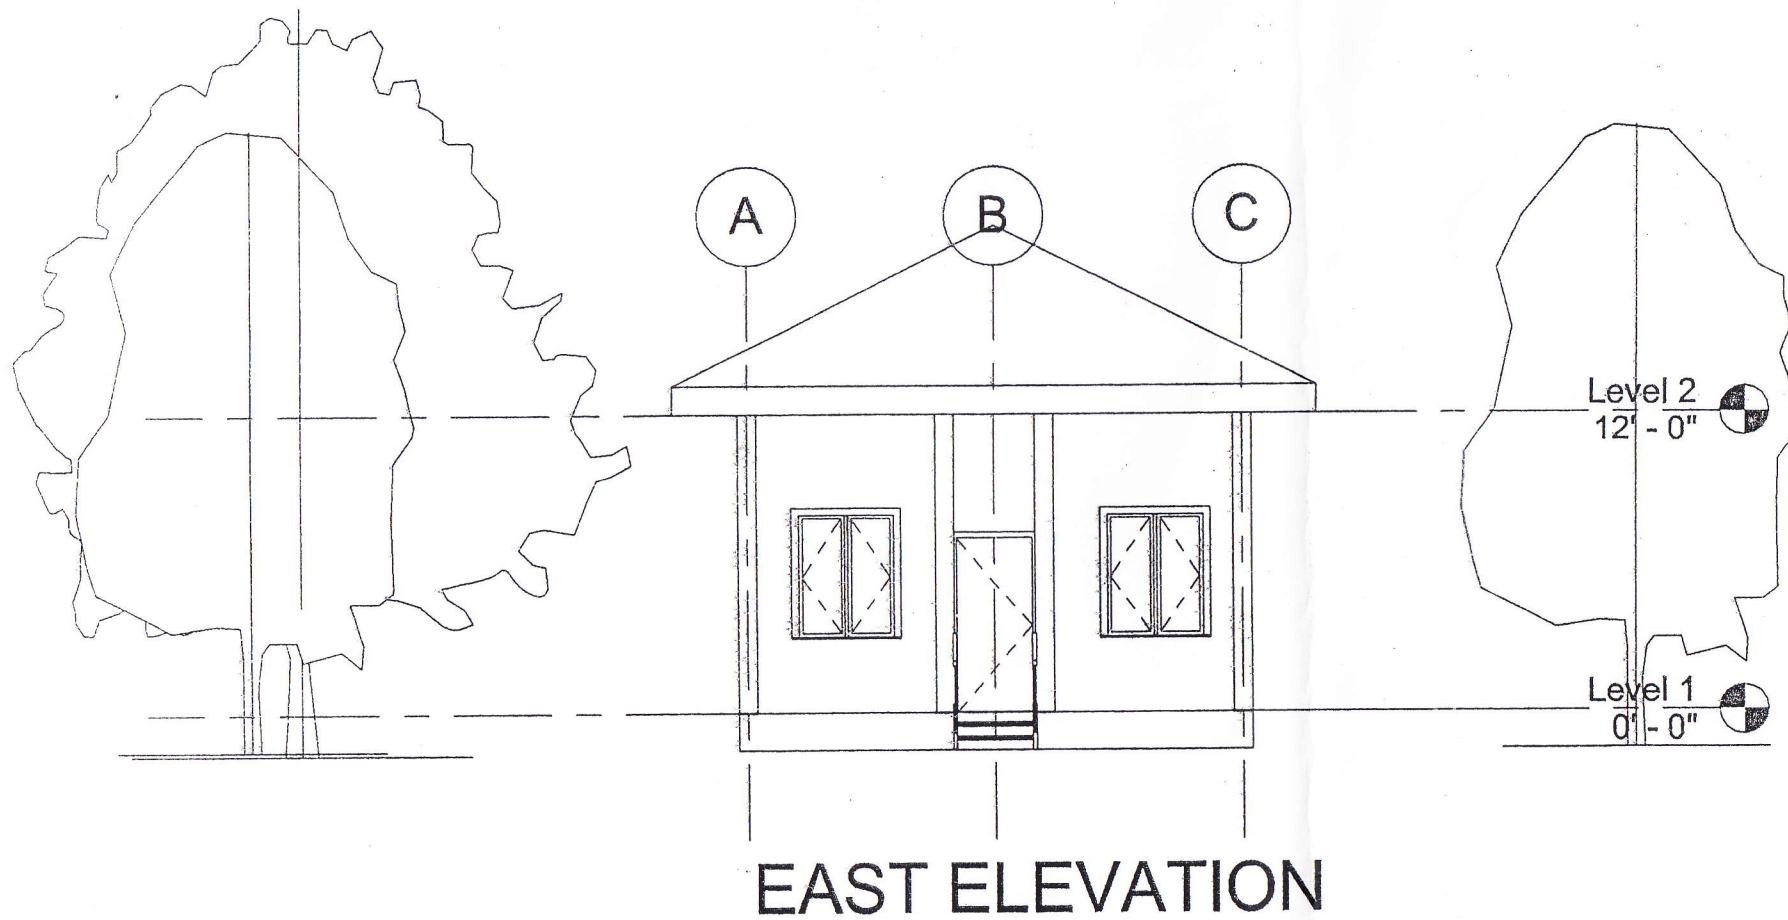 A
B
C
Level 2
12' - 0"
Level 1
0' - 0"
EAST ELEVATION